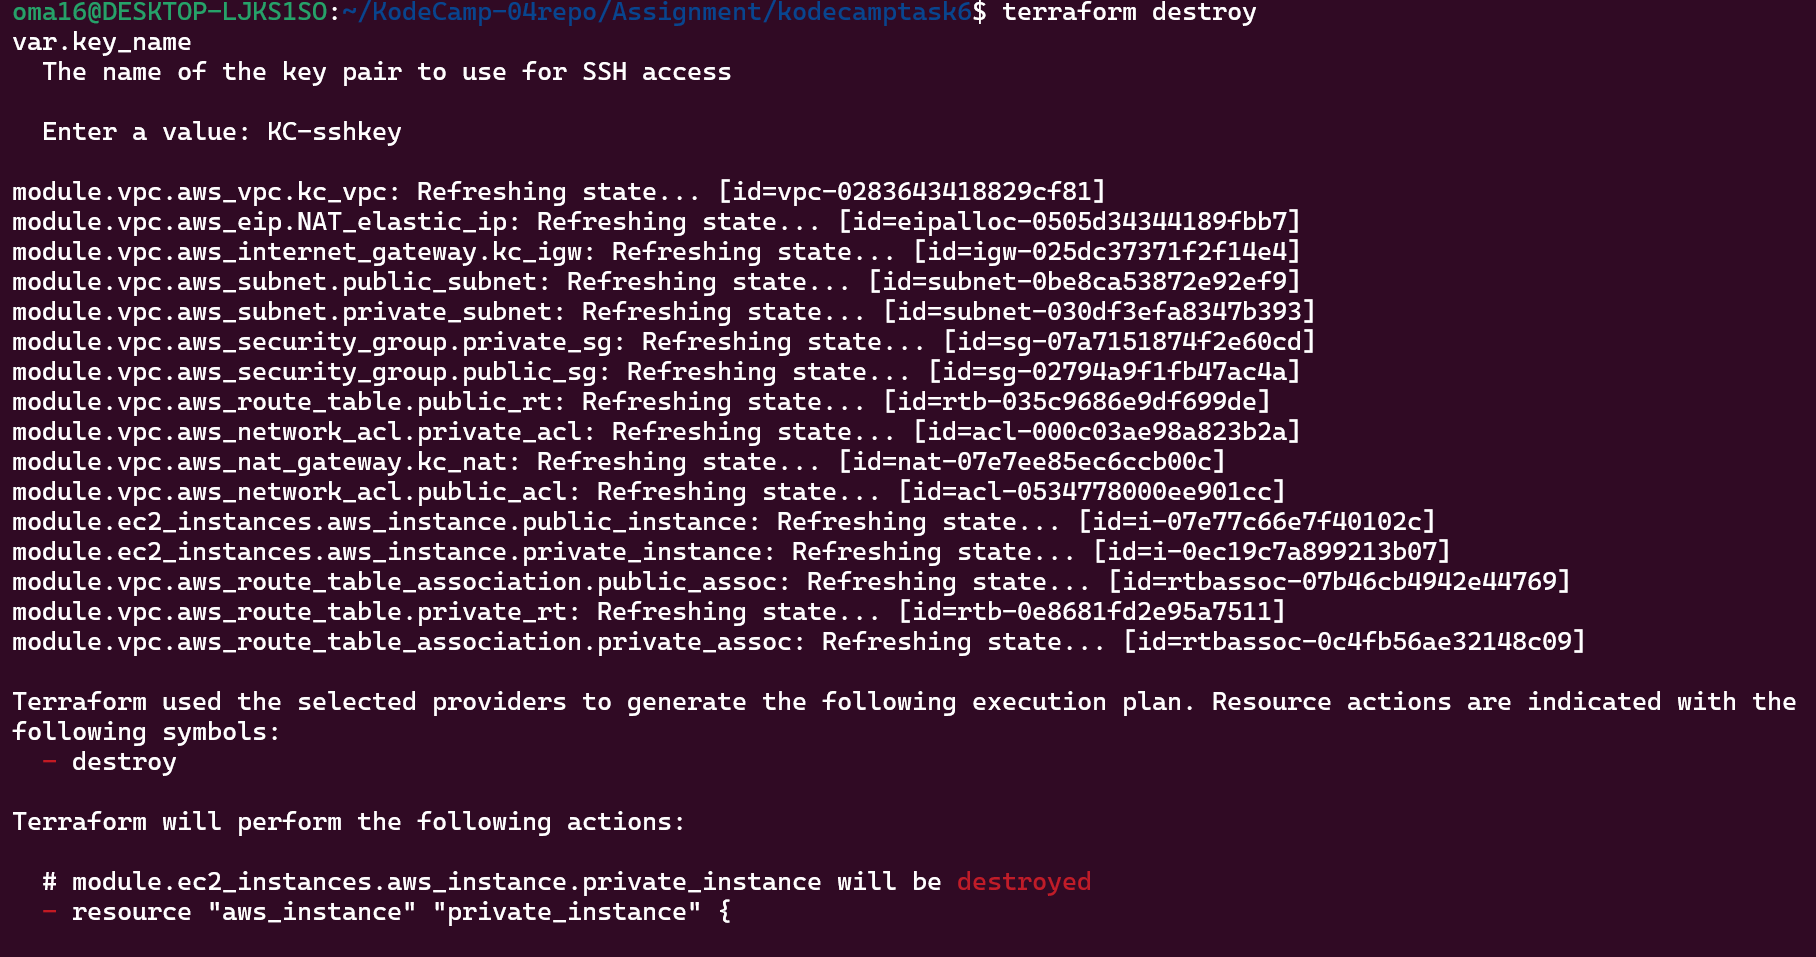 oma16@DESKTOP-LJKS1SO:~/KodeCamp-04repo/Assignment/kodecamptask6$ terraform destroy
var.key_name
  The name of the key pair to use for SSH access

  Enter a value: KC-sshkey

module.vpc.aws_vpc.kc_vpc: Refreshing state... [id=vpc-0283643418829cf81]
module.vpc.aws_eip.NAT_elastic_ip: Refreshing state... [id=eipalloc-0505d34344189fbb7]
module.vpc.aws_internet_gateway.kc_igw: Refreshing state... [id=igw-025dc37371f2f14e4]
module.vpc.aws_subnet.public_subnet: Refreshing state... [id=subnet-0be8ca53872e92ef9]
module.vpc.aws_subnet.private_subnet: Refreshing state... [id=subnet-030df3efa8347b393]
module.vpc.aws_security_group.private_sg: Refreshing state... [id=sg-07a7151874f2e60cd]
module.vpc.aws_security_group.public_sg: Refreshing state... [id=sg-02794a9f1fb47ac4a]
module.vpc.aws_route_table.public_rt: Refreshing state... [id=rtb-035c9686e9df699de]
module.vpc.aws_network_acl.private_acl: Refreshing state... [id=acl-000c03ae98a823b2a]
module.vpc.aws_nat_gateway.kc_nat: Refreshing state... [id=nat-07e7ee85ec6ccb00c]
module.vpc.aws_network_acl.public_acl: Refreshing state... [id=acl-0534778000ee901cc]
module.ec2_instances.aws_instance.public_instance: Refreshing state... [id=i-07e77c66e7f40102c]
module.ec2_instances.aws_instance.private_instance: Refreshing state... [id=i-0ec19c7a899213b07]
module.vpc.aws_route_table_association.public_assoc: Refreshing state... [id=rtbassoc-07b46cb4942e44769]
module.vpc.aws_route_table.private_rt: Refreshing state... [id=rtb-0e8681fd2e95a7511]
module.vpc.aws_route_table_association.private_assoc: Refreshing state... [id=rtbassoc-0c4fb56ae32148c09]

Terraform used the selected providers to generate the following execution plan. Resource actions are indicated with the
following symbols:
  - destroy

Terraform will perform the following actions:

  # module.ec2_instances.aws_instance.private_instance will be destroyed
  - resource "aws_instance" "private_instance" {